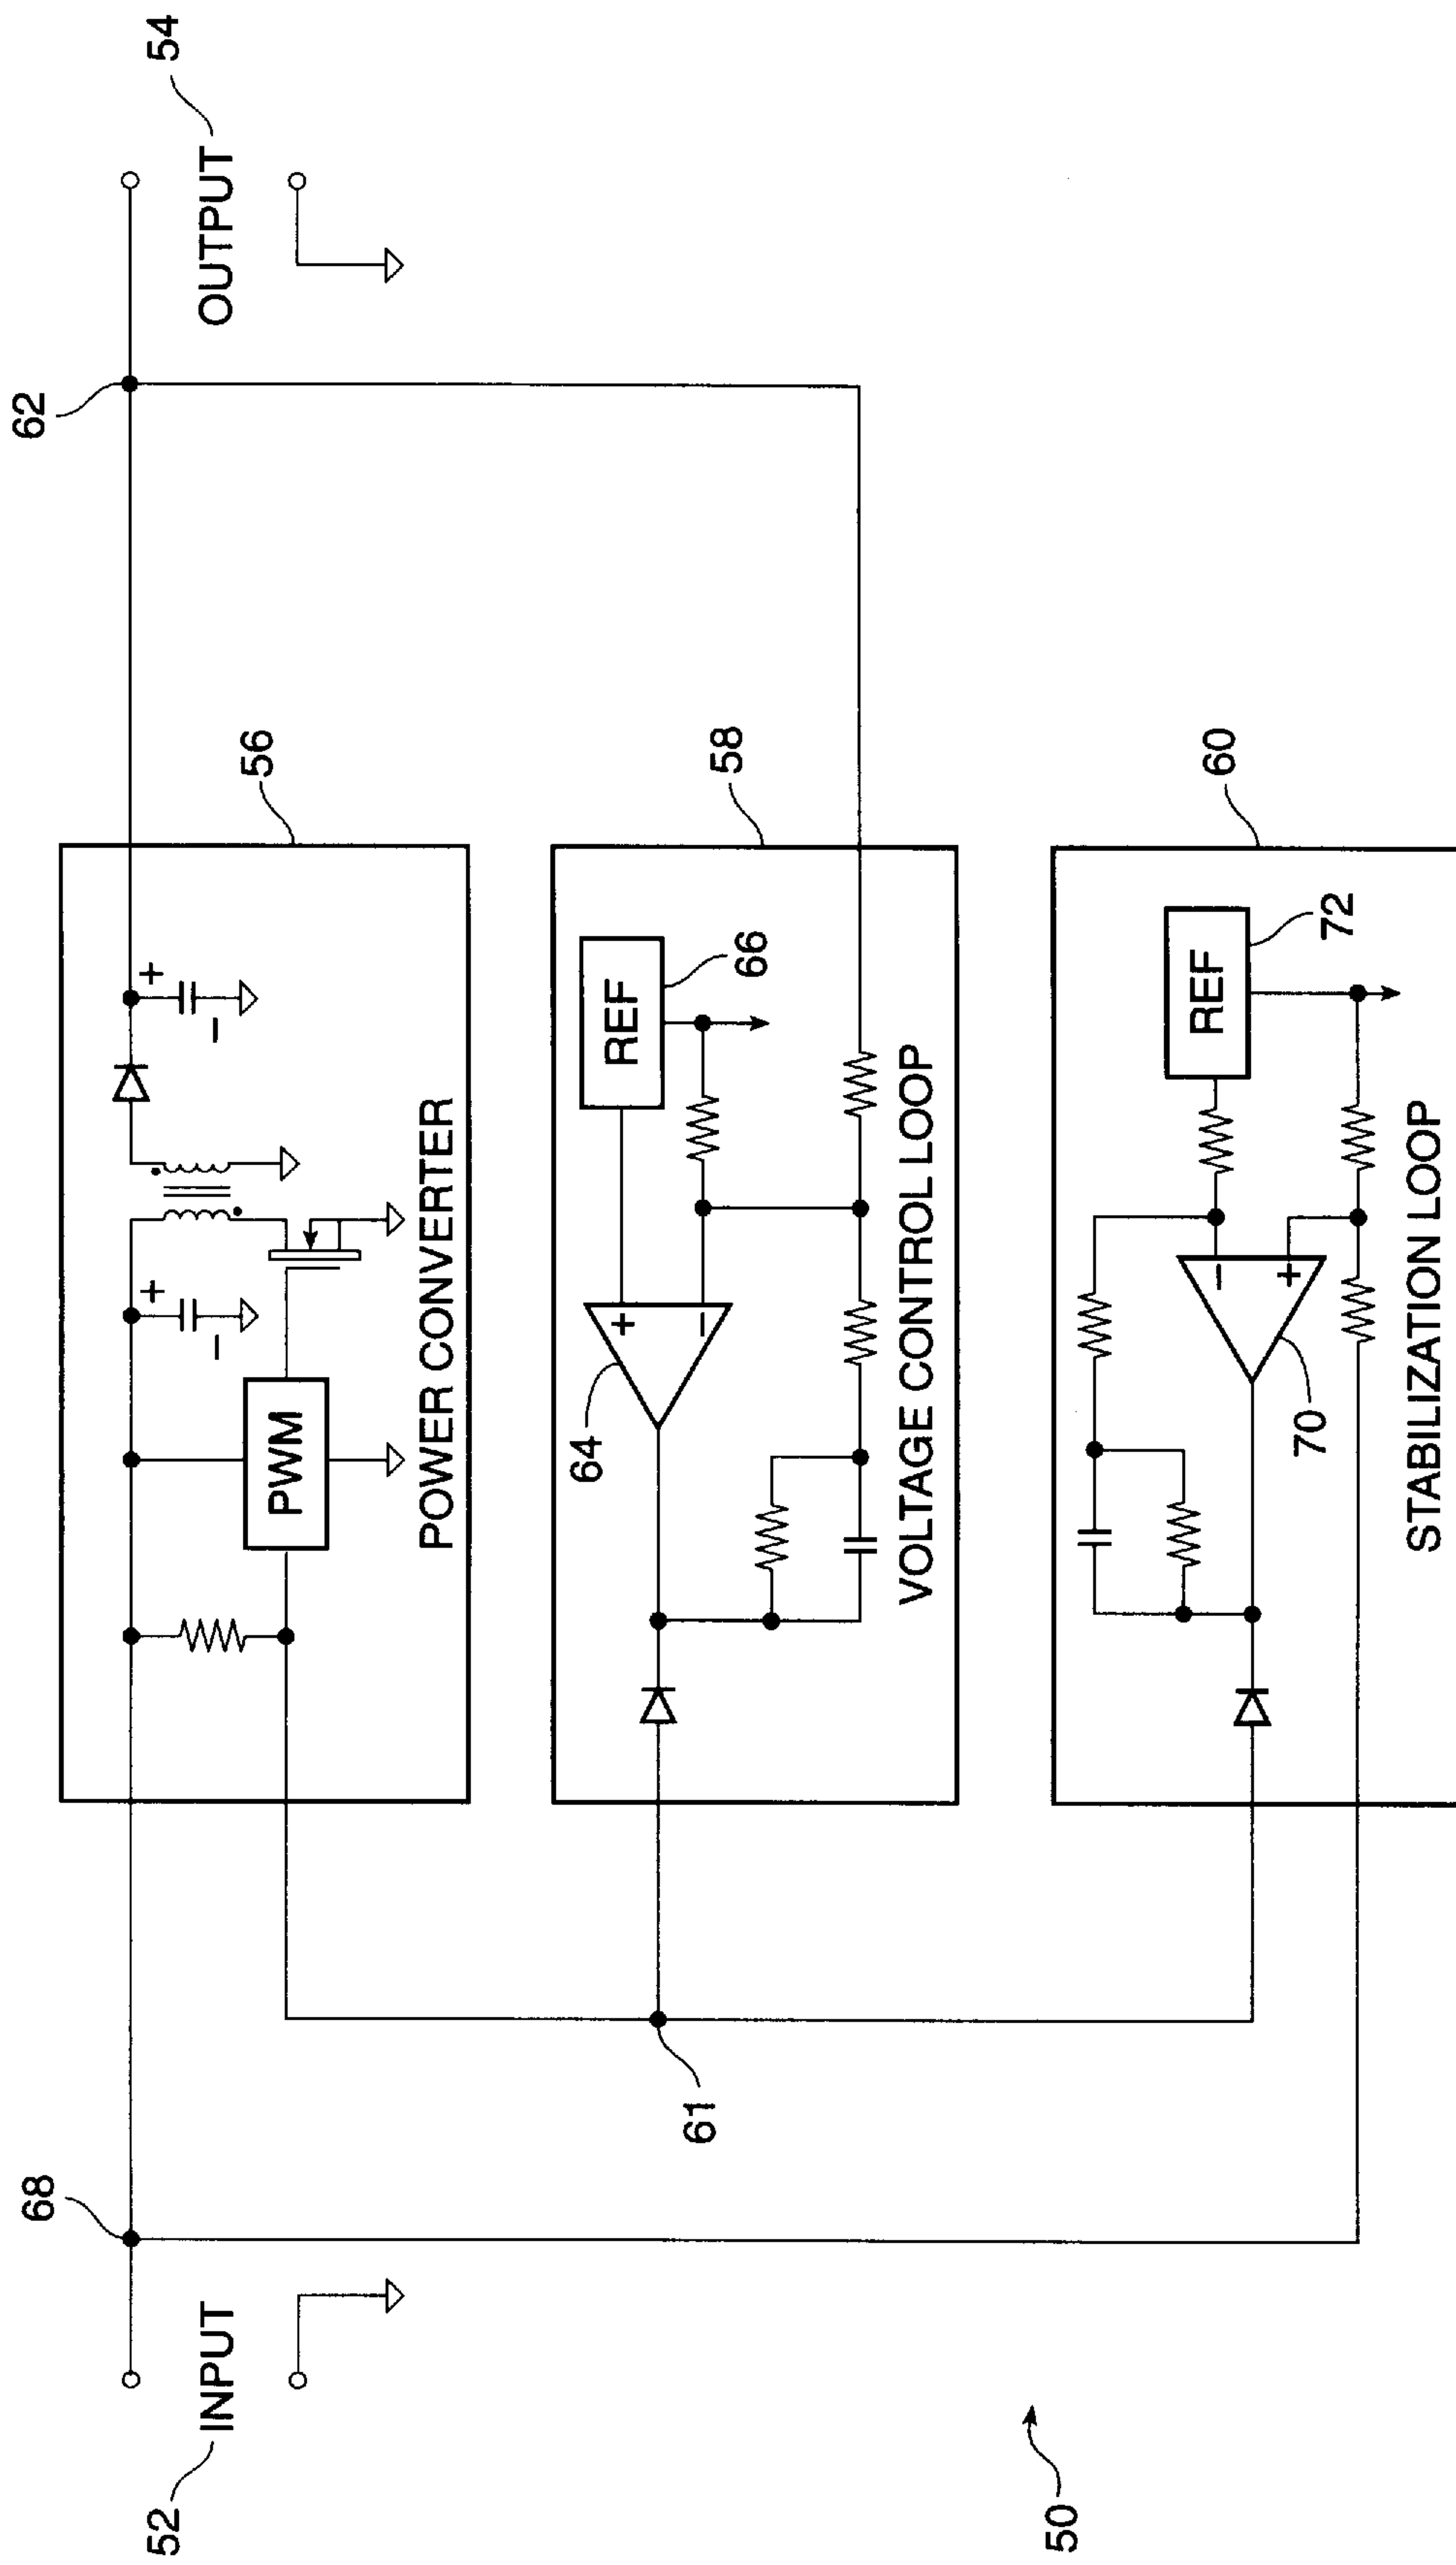 62
54
68
52 INPUT
OUTPUT
56
+
−
+
−
PWM
POWER CONVERTER
58
REF
66
+
−
64
VOLTAGE CONTROL LOOP
61
60
REF
72
−
+
70
STABILIZATION LOOP
50